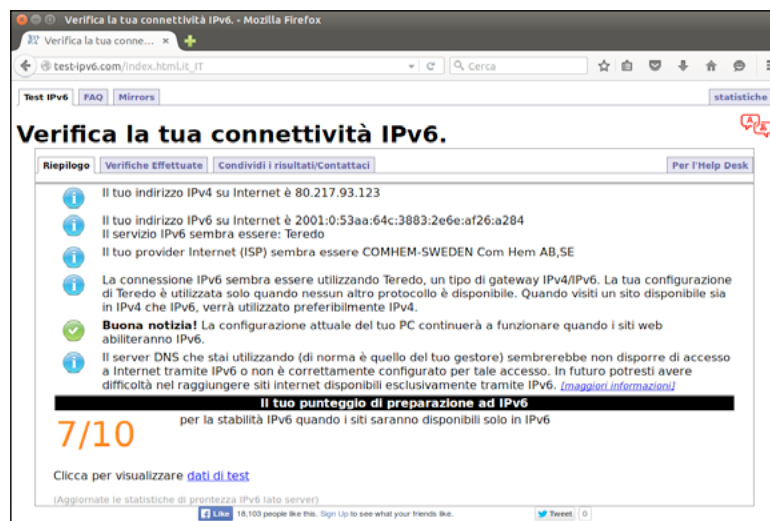 Verifica la tua connettività IPv6. - Mozilla Firefox
Verifica la tua conne... ×
test-ipv6.com/index.html.it_IT
Cerca
Test IPv6 FAQ Mirrors statistiche
Verifica la tua connettività IPv6.
Riepilogo Verifiche Effettuate Condividi i risultati/Contattaci Per l'Help Desk
Il tuo indirizzo IPv4 su Internet è 80.217.93.123
Il tuo indirizzo IPv6 su Internet è 2001:0:53aa:64c:3883:2e6e:af26:a284
Il servizio IPv6 sembra essere: Teredo
Il tuo provider Internet (ISP) sembra essere COMHEM-SWEDEN Com Hem AB,SE
La connessione IPv6 sembra essere utilizzando Teredo, un tipo di gateway IPv4/IPv6. La tua configurazione
di Teredo è utilizzata solo quando nessun altro protocollo è disponibile. Quando visiti un sito disponibile sia
in IPv4 che IPv6, verrà utilizzato preferibilmente IPv4.
Buona notizia! La configurazione attuale del tuo PC continuerà a funzionare quando i siti web
abiliteranno IPv6.
Il server DNS che stai utilizzando (di norma è quello del tuo gestore) sembrerebbe non disporre di accesso
a Internet tramite IPv6 o non è correttamente configurato per tale accesso. In futuro potresti avere
difficoltà nel raggiungere siti internet disponibili esclusivamente tramite IPv6. [maggiori informazioni]
Il tuo punteggio di preparazione ad IPv6
7/10
per la stabilità IPv6 quando i siti saranno disponibili solo in IPv6
Clicca per visualizzare dati di test
(Aggiornate le statistiche di prontezza IPv6 lato server)
Like 18,103 people like this. Sign Up to see what your friends like. Tweet 0